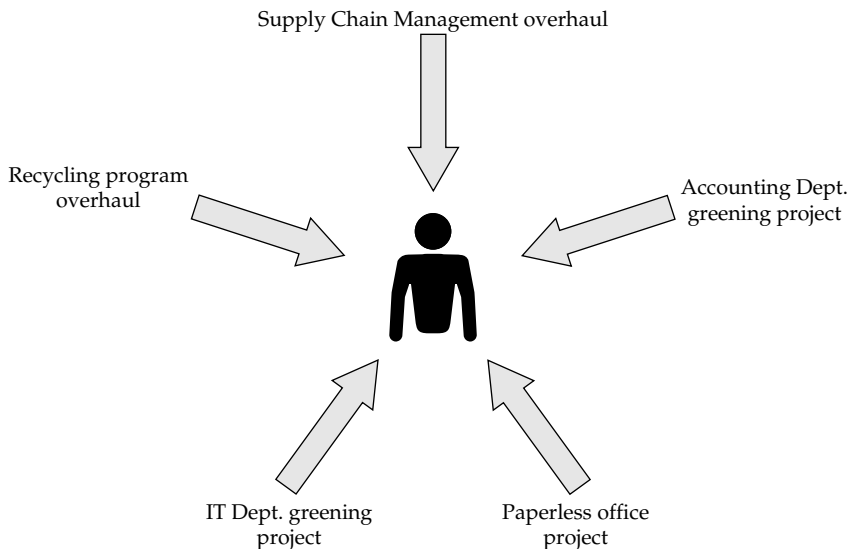 Supply Chain Management overhaul
Recycling program
overhaul
Accounting Dept.
greening project
IT Dept. greening
project
Paperless office
project